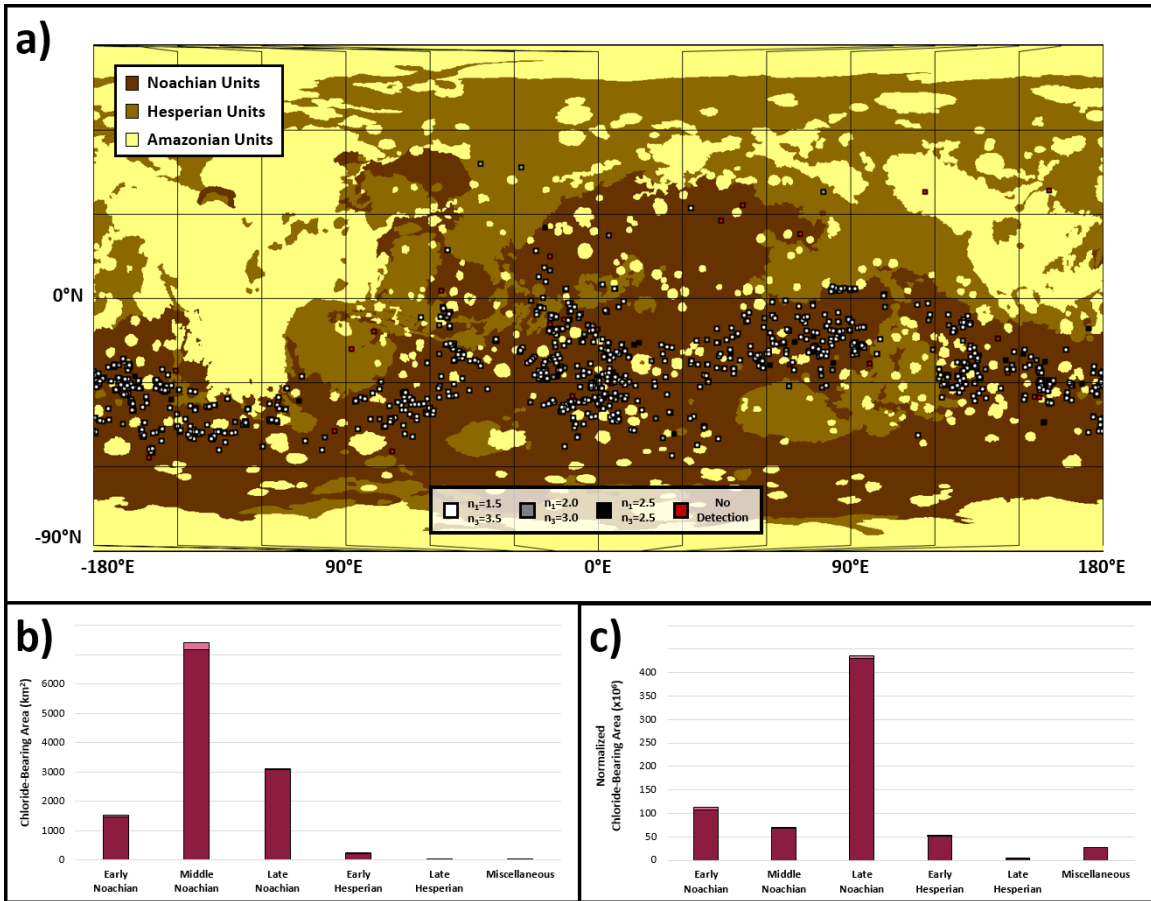 a)
Noachian Units
Hesperian Units
Amazonian Units
0°N
-90°N
n₁=1.5
n₃=3.5
n₁=2.0
n₃=3.0
n₁=2.5
n₃=2.5
No
Detection
-180°E
90°E
0°E
90°E
180°E
b)
Chloride-Bearing Area (km²)
6000
5000
4000
3000
2000
1000
0
Early
Noachian
Middle
Noachian
Late
Noachian
Early
Hesperian
Late
Hesperian
Miscellaneous
c)
Normalized
Chloride-Bearing Area (x10⁶)
400
350
300
250
200
150
100
50
0
Early
Noachian
Middle
Noachian
Late
Noachian
Early
Hesperian
Late
Hesperian
Miscellaneous